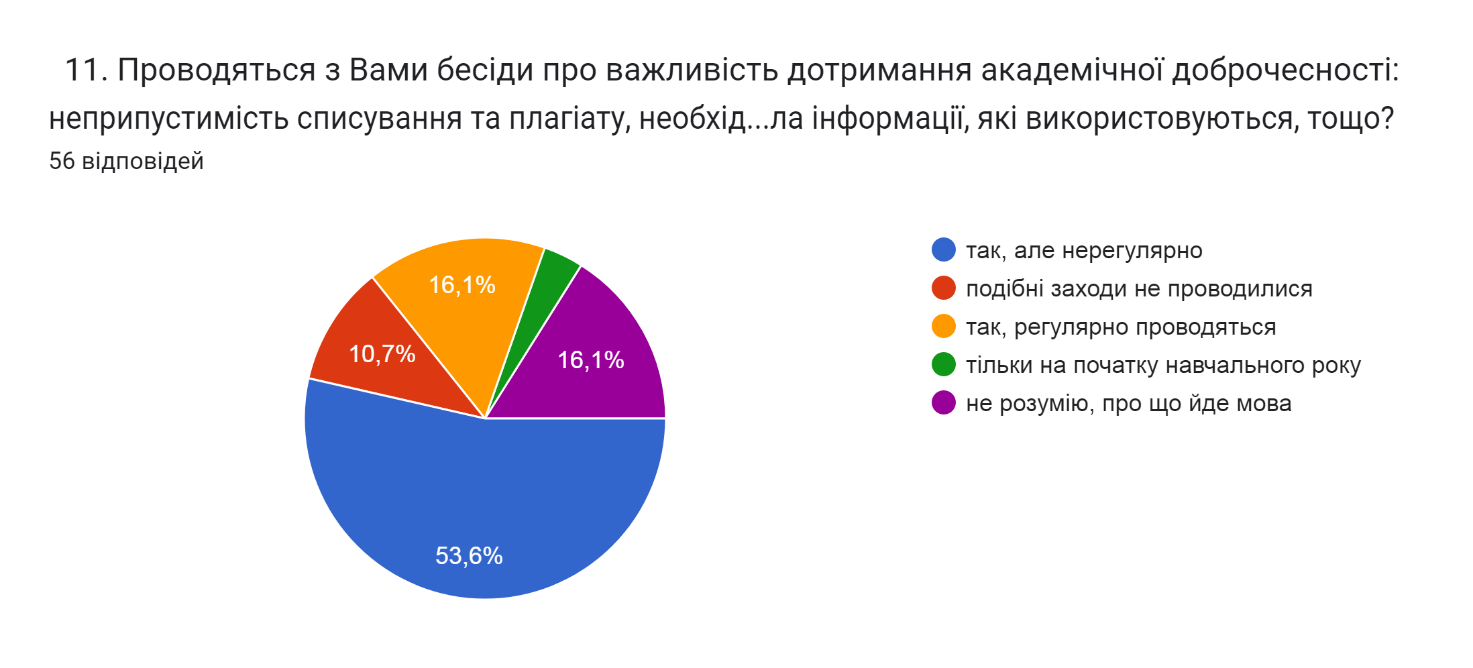 11. Проводяться з Вами бесіди про важливість дотримання академічної доброчесності:
неприпустимість списування та плагіату, необхід...ла інформації, які використовуються, тощо?
56 відповідей
16,1%
10,7%
16,1%
53,6%
так, але нерегулярно
подібні заходи не проводилися
так, регулярно проводяться
тільки на початку навчального року
не розумію, про що йде мова